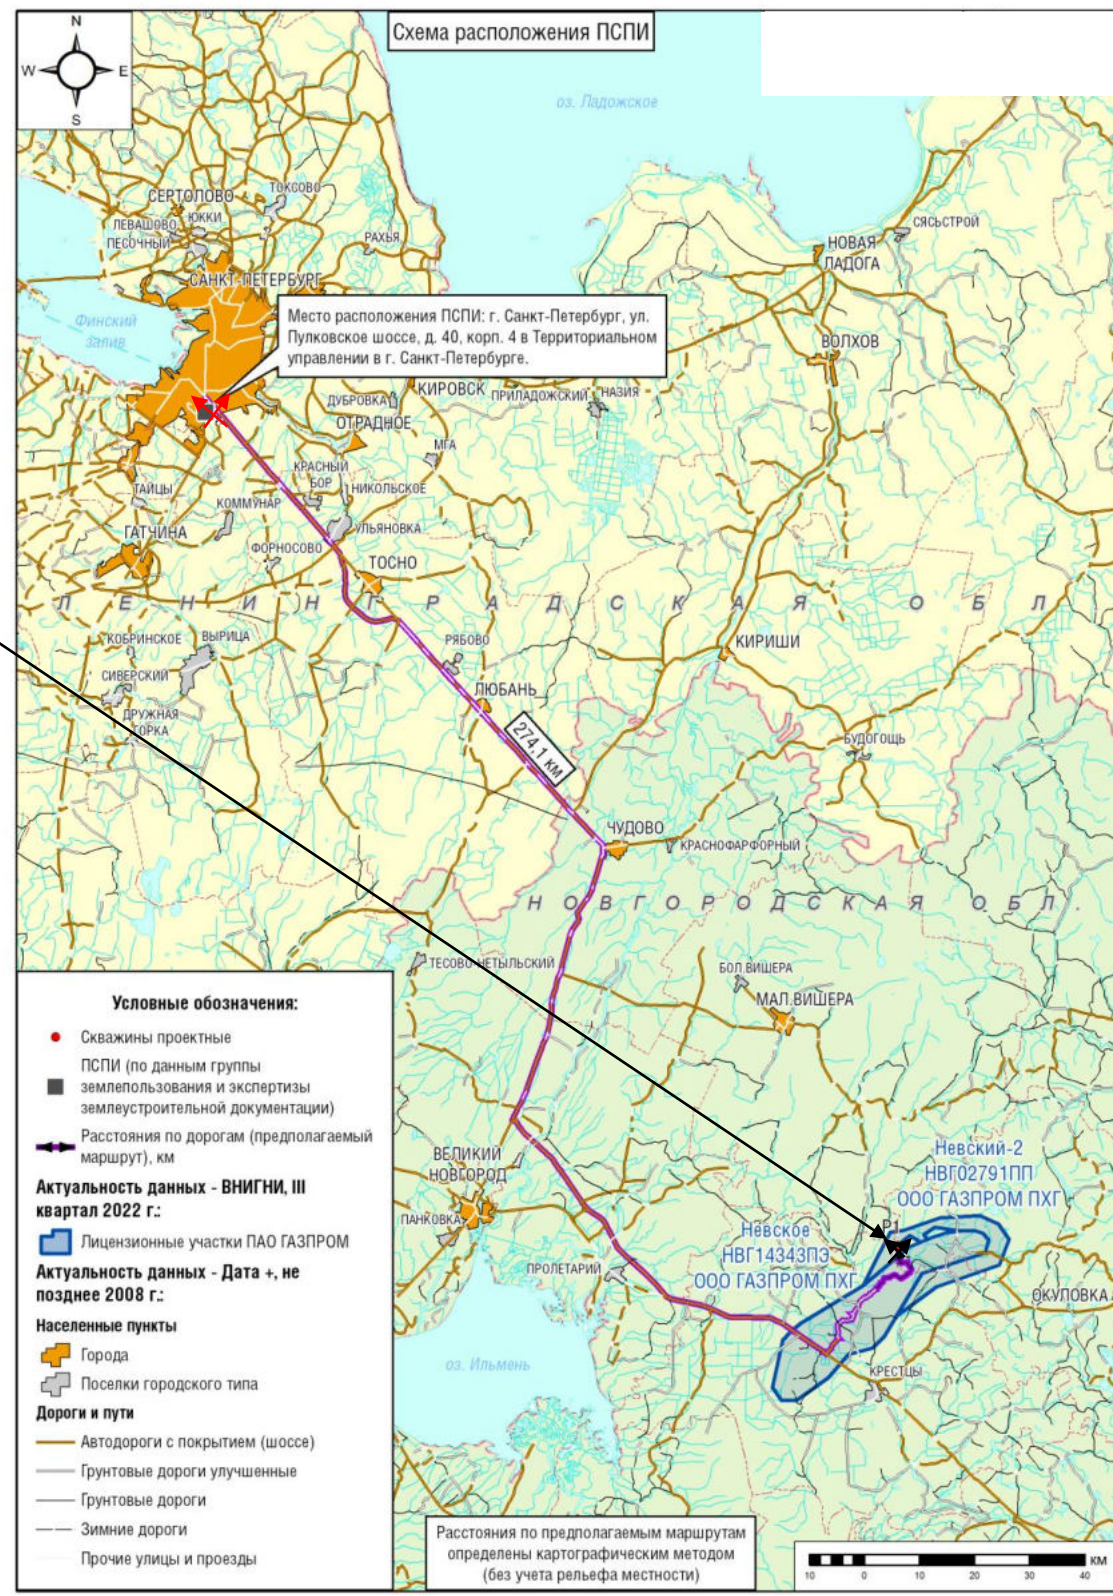 Схема расположения ПСПИ
N
W
E
S
оз. Ладожское
ТОКСОВО
СЕРТОЛОВО
ЮККИ
ЛЕВАШОВО
ПЕСОЧНЫЙ
РАХЬЯ
СЯСЬСТРОЙ
НОВАЯ
ЛАДОГА
САНКТ-ПЕТЕРБУРГ
Финский
залив
Место расположения ПСПИ: г. Санкт-Петербург, ул.
Пулковское шоссе, д. 40, корп. 4 в Территориальном
управлении в г. Санкт-Петербурге.
ВОЛХОВ
КИРОВСК
ПРИЛАДОЖСКИЙ
НАЗИЯ
ДУБРОВКА
ОТРАДНОЕ
МГА
КРАСНЫЙ
БОР
НИКОЛЬСКОЕ
ТАЙЦЫ
КОММУНАР
УЛЬЯНОВКА
ГАТЧИНА
ФОРНОСОВО
ТОСНО
ЛЕНИНГРАДСКАЯ ОБЛ
КОБРИНСКОЕ
ВЫРИЦА
РЯБОВО
КИРИШИ
СИВЕРСКИЙ
ЛЮБАНЬ
ДРУЖНАЯ
ГОРКА
274,1 км
БУДОГОЩЬ
ЧУДОВО
КРАСНОФАРФОРНЫЙ
НОВГОРОДСКАЯ ОБЛ.
ТЕСОВО-НЕТЫЛЬСКИЙ
БОЛ.ВИШЕРА
МАЛ.ВИШЕРА
Условные обозначения:
Скважины проектные
ПСПИ (по данным группы
землепользования и экспертизы
землеустроительной документации)
Расстояния по дорогам (предполагаемый
маршрут), км
Актуальность данных - ВНИГНИ, III
квартал 2022 г.:
Лицензионные участки ПАО ГАЗПРОМ
Актуальность данных - Дата +, не
позднее 2008 г.:
Населенные пункты
Города
Поселки городского типа
Дороги и пути
Автодороги с покрытием (шоссе)
Грунтовые дороги улучшенные
Грунтовые дороги
Зимние дороги
Прочие улицы и проезды
ВЕЛИКИЙ
НОВГОРОД
ПАНКОВКА
Невский-2
НВГ02791ПП
ООО ГАЗПРОМ ПХГ
Р1
Невское
НВГ14343ПЭ
ООО ГАЗПРОМ ПХГ
ПРОЛЕТАРИЙ
ОКУЛОВКА
оз. Ильмень
КРЕСТЦЫ
Расстояния по предполагаемым маршрутам
определены картографическим методом
(без учета рельефа местности)
км
10 0 10 20 30 40